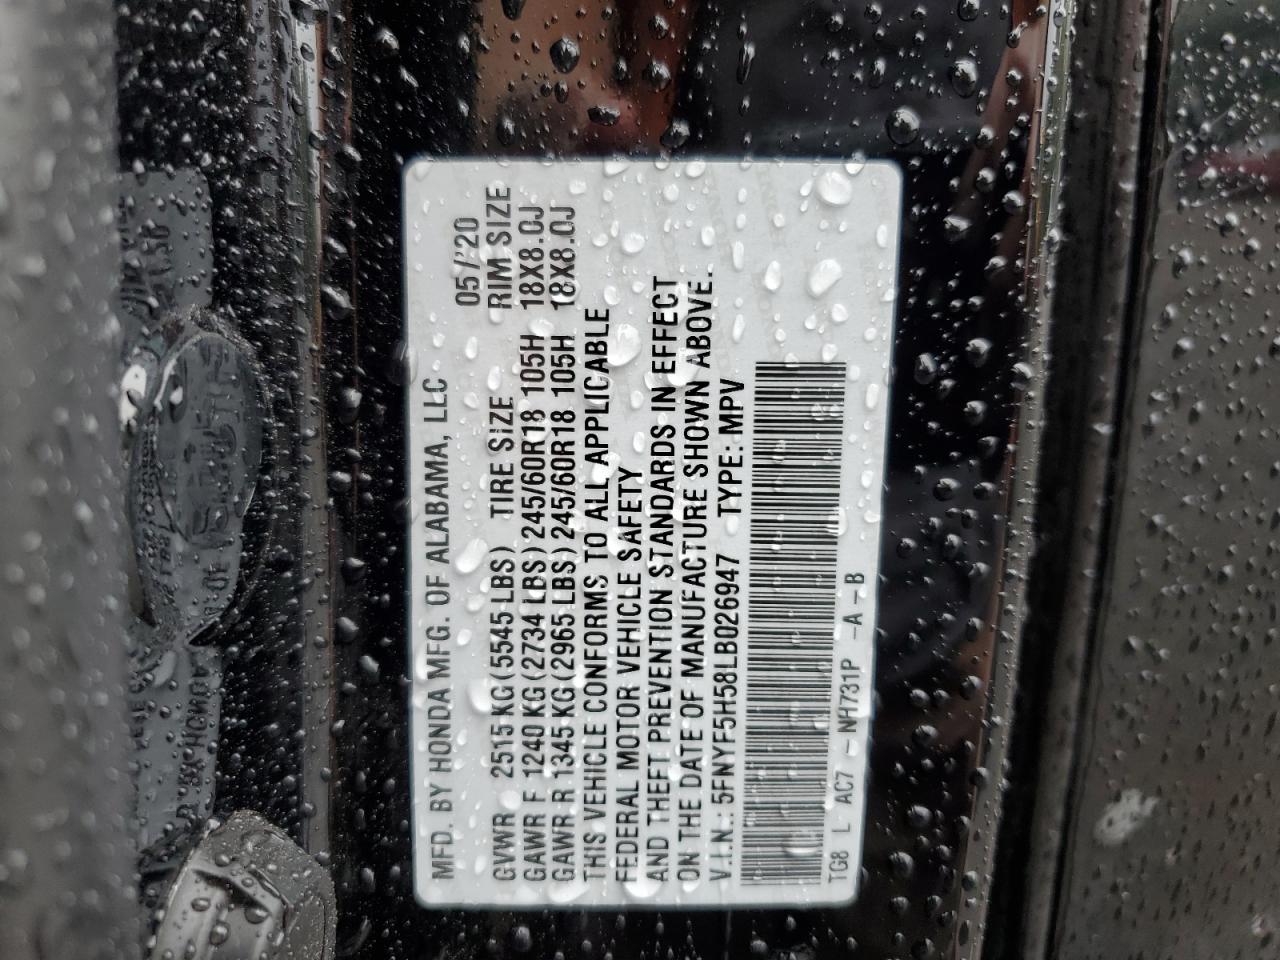 MFD. BY HONDA MFG. OF ALABAMA, LLC 05/'20
GVWR 2515 KG (5545 LBS) TIRE SIZE RIM SIZE
GAWR F 1240 KG (2734 LBS) 245/60R18 105H 18X8.0J
GAWR R 1345 KG (2965 LBS) 245/60R18 105H 18X8.0J
THIS VEHICLE CONFORMS TO ALL APPLICABLE
FEDERAL MOTOR VEHICLE SAFETY
AND THEFT PREVENTION STANDARDS IN EFFECT
ON THE DATE OF MANUFACTURE SHOWN ABOVE.
V.I.N.: 5FNYF5H58LB026947 TYPE: MPV
TG8 L AC7 - NH731P -A-B